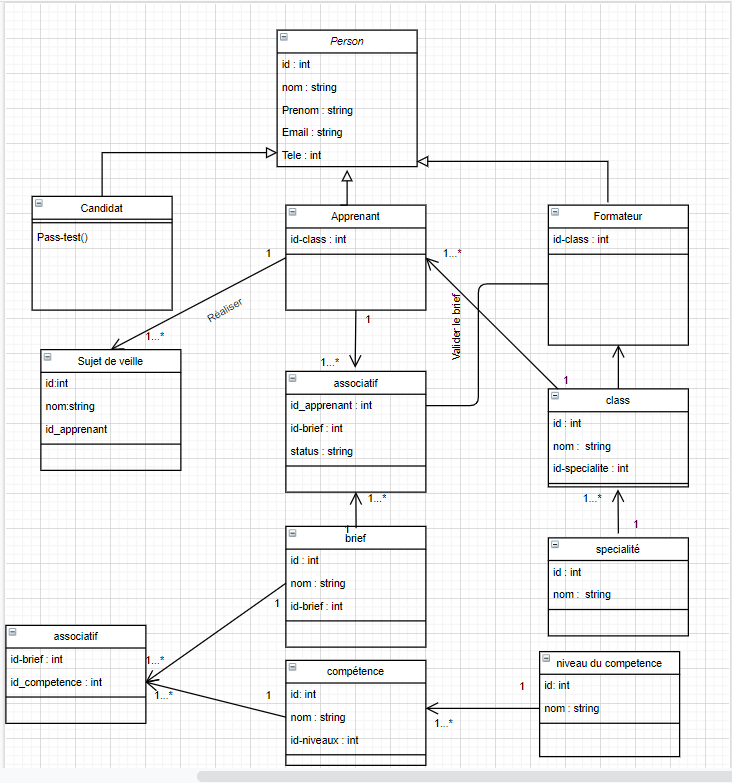 Person
id : int
nom : string
Prenom : string
Email : string
Tele : int
Candidat
Pass-test()
Apprenant
id-class : int
Formateur
id-class : int
1
1...*
Réaliser
1...*
Sujet de veille
id:int
nom:string
id_apprenant
1
1...*
Valider le brief
associatif
id_apprenant : int
id-brief : int
status : string
1
class
id : int
nom : string
id-specialite : int
1...*
1...*
1
1
brief
id : int
nom : string
id-brief : int
specialité
id : int
nom : string
1
associatif
id-brief : int
id_competence : int
1...*
1...*
1
compétence
id: int
nom : string
id-niveaux : int
1
1...*
niveau du competence
id: int
nom : string